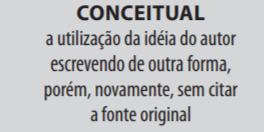 CONCEITUAL
a utilização da idéia do autor
escrevendo de outra forma,
porém, novamente, sem citar
a fonte original